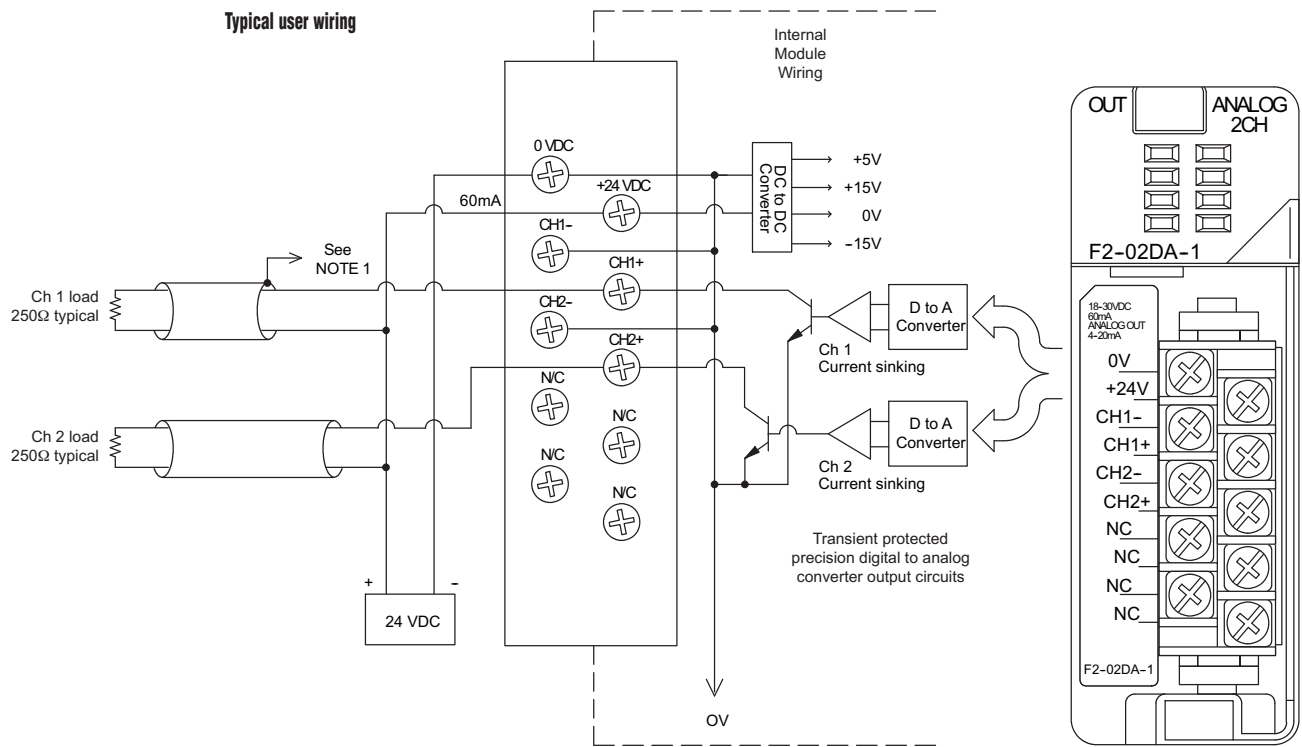 Typical user wiring
Internal
Module
Wiring
0 VDC
+24 VDC
60mA
CH1-
CH1+
CH2-
CH2+
N/C
N/C
N/C
N/C
See
NOTE 1
Ch 1 load
250Ω typical
Ch 2 load
250Ω typical
+
-
24 VDC
DC to DC
Converter
+5V
+15V
0V
-15V
D to A
Converter
Ch 1
Current sinking
D to A
Converter
Ch 2
Current sinking
Transient protected
precision digital to analog
converter output circuits
OV
OUT
ANALOG
2CH
F2-02DA-1
18-30VDC
60mA
ANALOG OUT
4-20mA
0V
+24V
CH1-
CH1+
CH2-
CH2+
NC
NC
NC
NC
F2-02DA-1